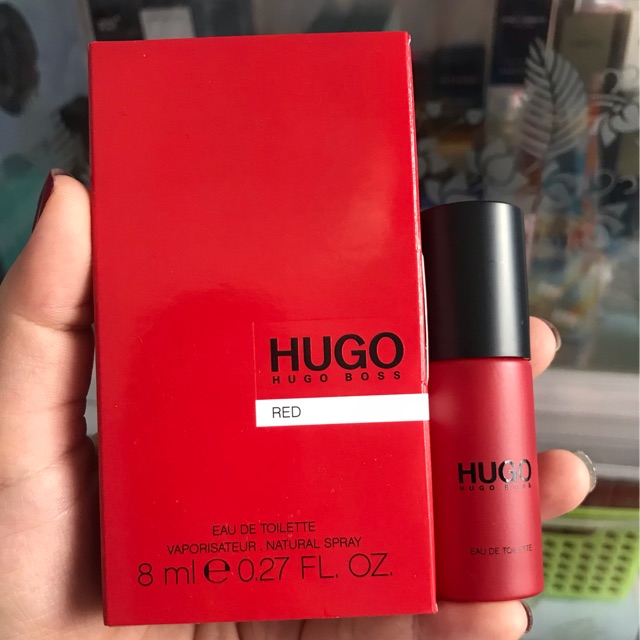 HUGO
HUGO BOSS
RED
EAU DE TOILETTE
VAPORISATEUR . NATURAL SPRAY
8 ml ℮ 0.27 FL. OZ.
HUGO
HUGO BOSS
EAU DE TOILETTE